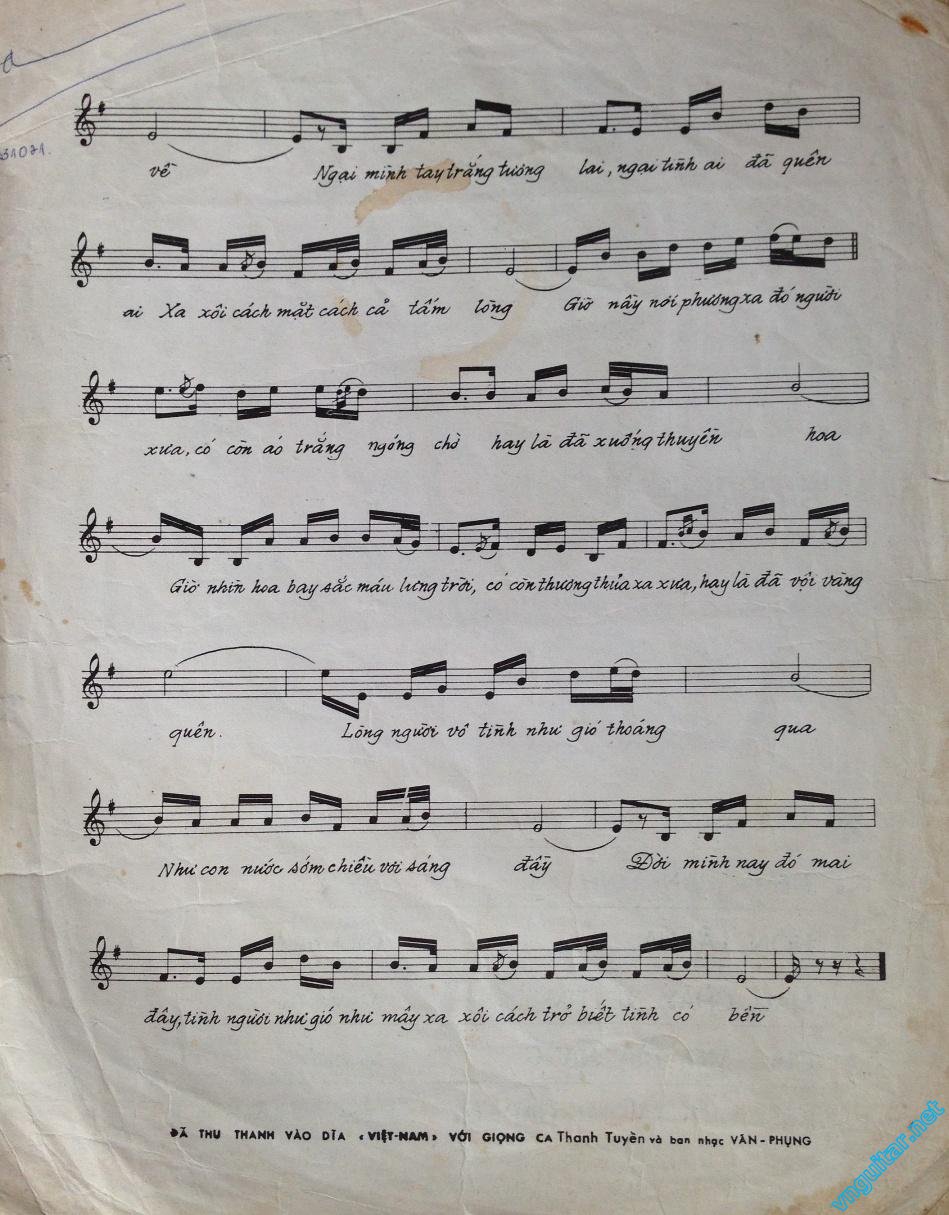 31071.
về Ngại mình tay trắng tương lai, ngại tình ai đã quên
ai Xa xôi cách mặt cách cả tấm lòng Giờ nầy nơi phương xa đó người
xưa, có còn áo trắng ngóng chờ hay là đã xuống thuyền hoa
Giờ nhìn hoa bay sắc máu lưng trời, có còn thương thủa xa xưa, hay là đã vội vàng
quên. Lòng người vô tình như gió thoáng qua
Như con nước sớm chiều vơi sáng đầy Đời mình nay đó mai
đây, tình người như gió như mây xa xôi cách trở biết tình có bền
ĐÃ THU THANH VÀO DĨA «VIỆT-NAM» VỚI GIỌNG CA Thanh Tuyền và ban nhạc VĂN-PHỤNG
vnguitar.net